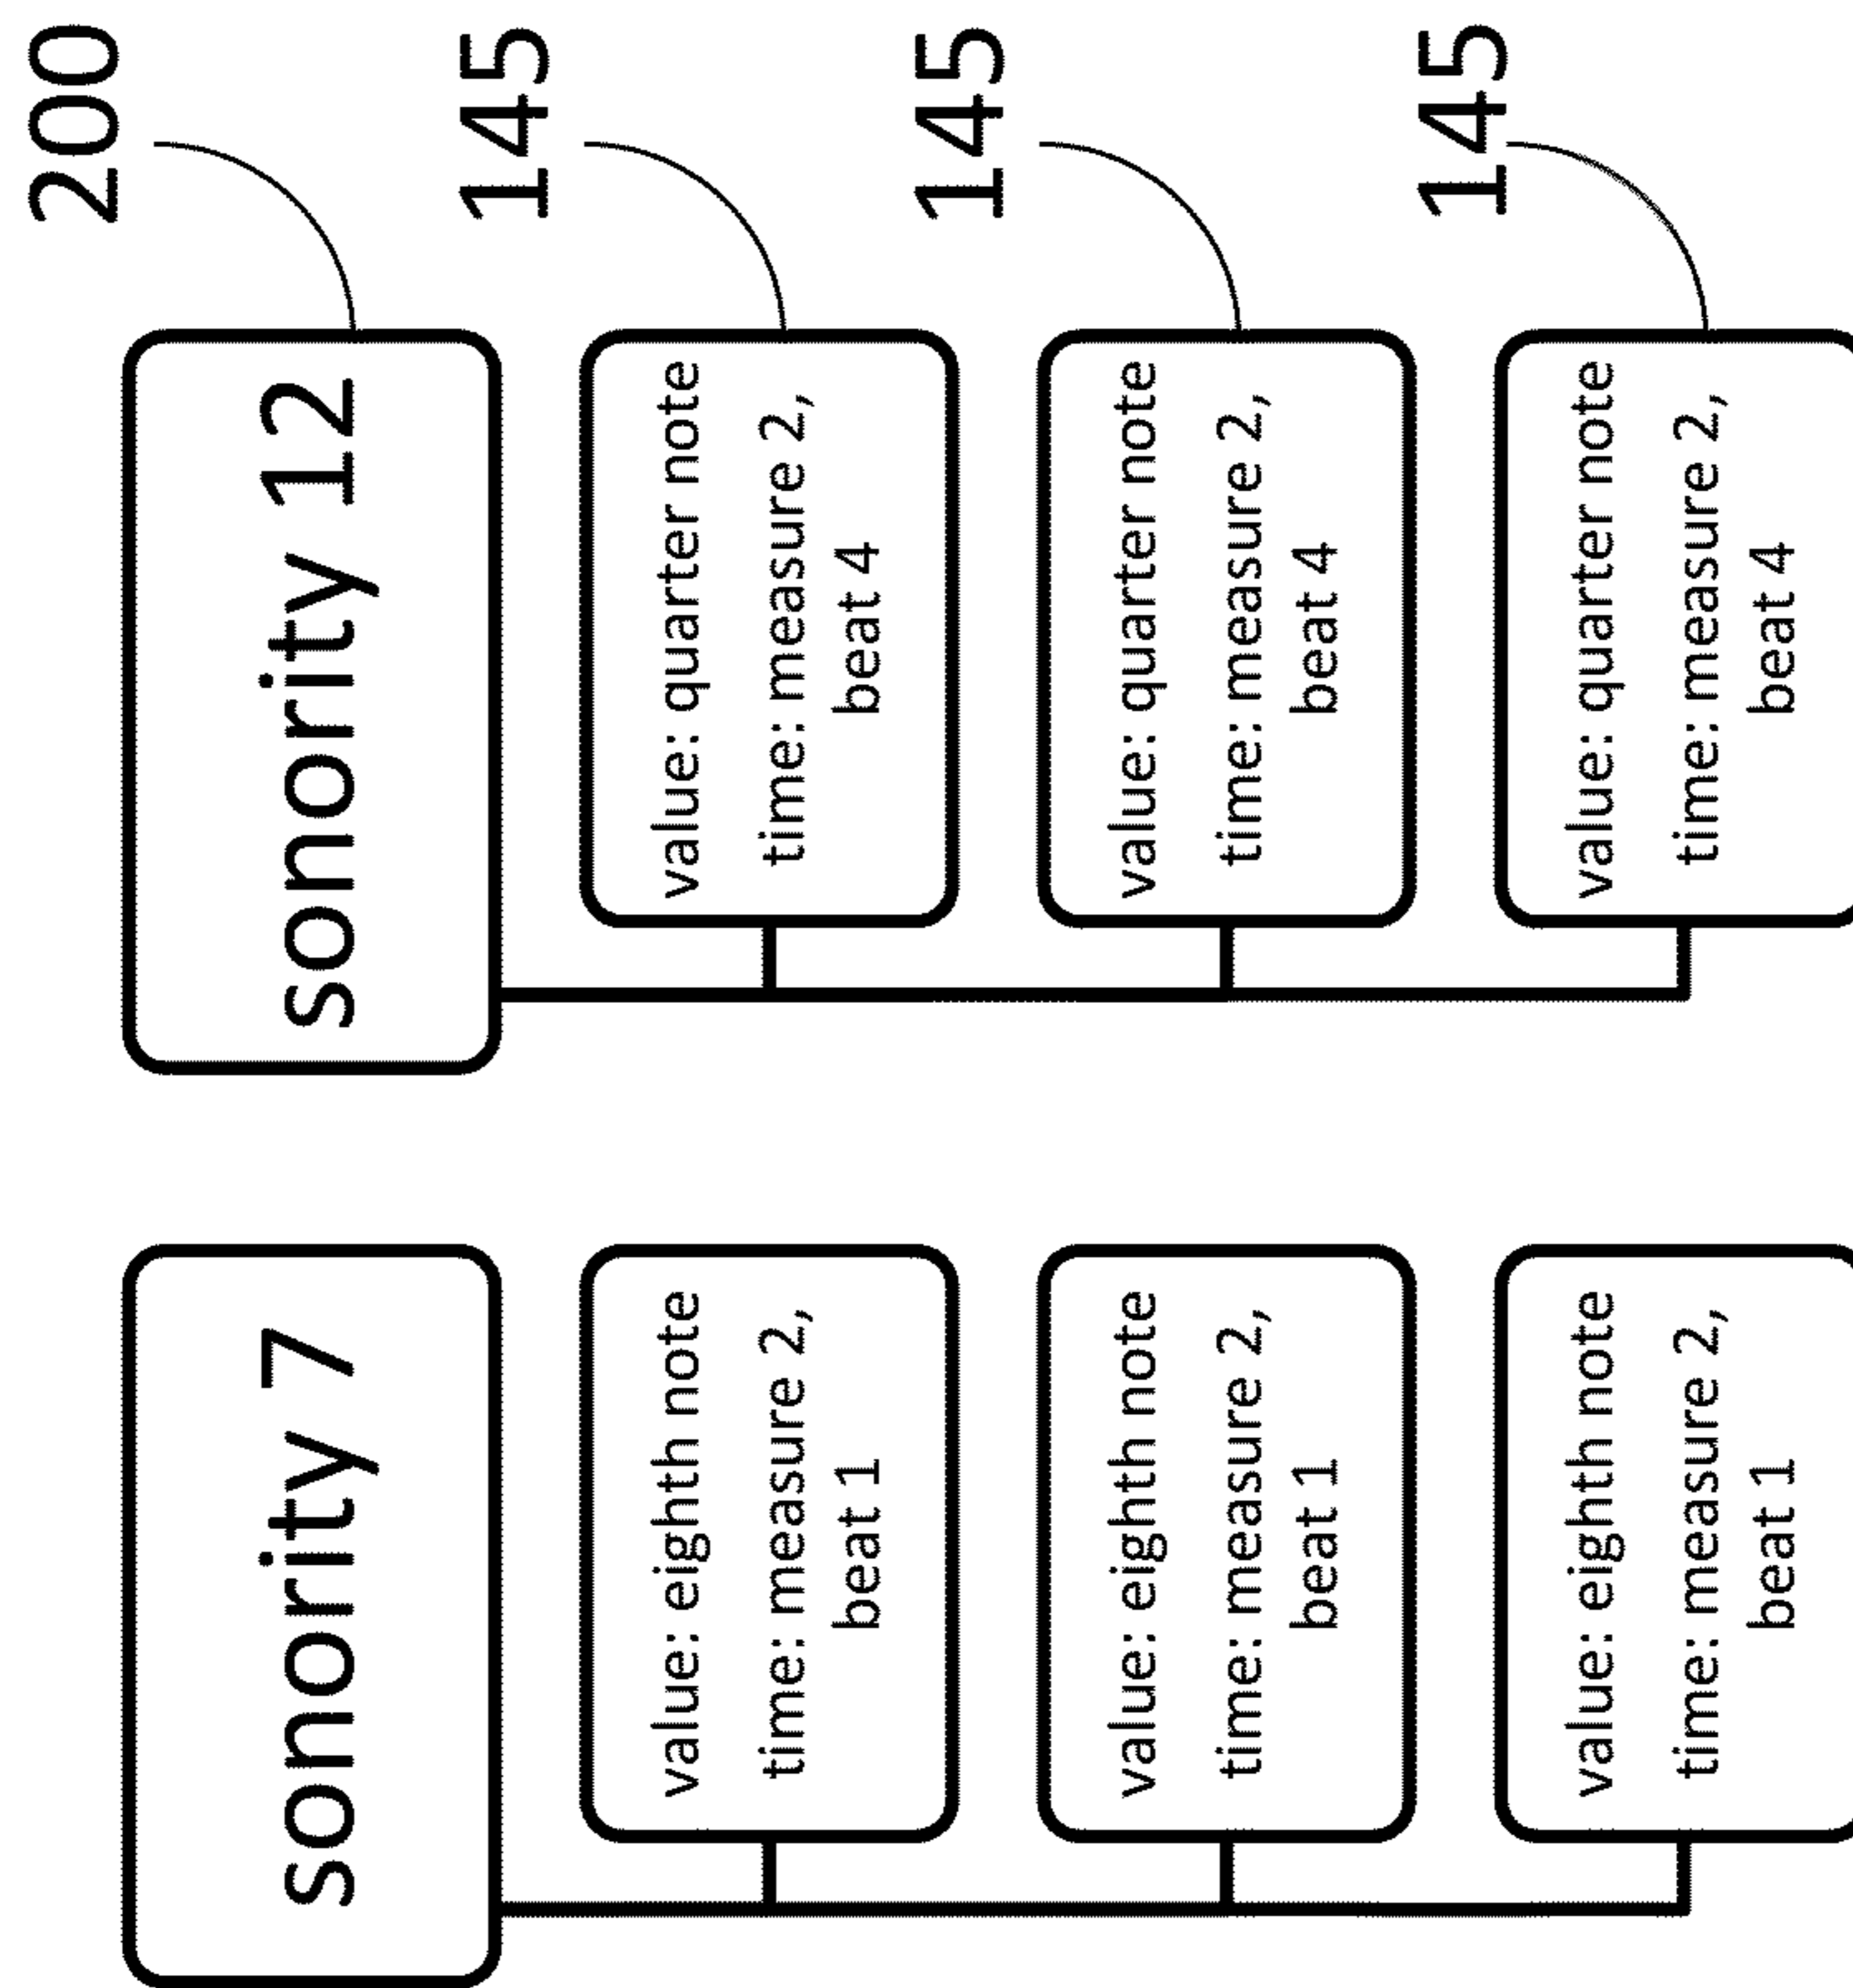 sonority 7
value: eighth note
time: measure 2,
beat 1
value: eighth note
time: measure 2,
beat 1
value: eighth note
time: measure 2,
beat 1
sonority 12
200
value: quarter note
time: measure 2,
beat 4
145
value: quarter note
time: measure 2,
beat 4
145
value: quarter note
time: measure 2,
beat 4
145